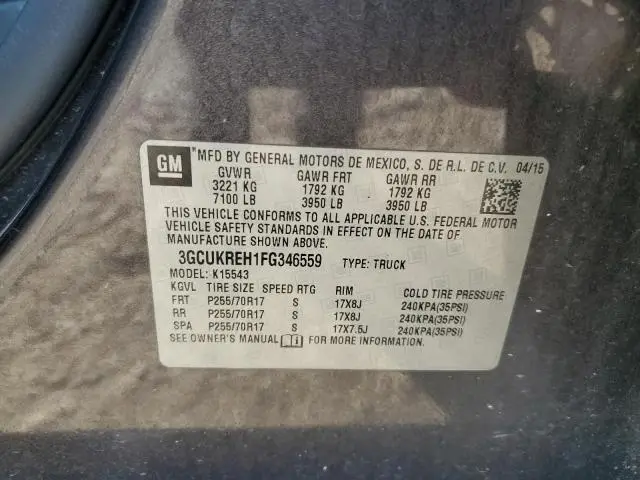 GM
*MFD BY GENERAL MOTORS DE MEXICO, S. DE R.L. DE C.V. 04/15
GVWR GAWR FRT GAWR RR
3221 KG 1792 KG 1792 KG
7100 LB 3950 LB 3950 LB
THIS VEHICLE CONFORMS TO ALL APPLICABLE U.S. FEDERAL MOTOR
VEHICLE SAFETY STANDARDS IN EFFECT ON THE DATE OF
MANUFACTURE SHOWN ABOVE.
3GCUKREH1FG346559 TYPE: TRUCK
MODEL: K15543
KGVL TIRE SIZE SPEED RTG RIM COLD TIRE PRESSURE
FRT P255/70R17 S 17X8J 240KPA(35PSI)
RR P255/70R17 S 17X8J 240KPA(35PSI)
SPA P255/70R17 S 17X7.5J 240KPA(35PSI)
SEE OWNER'S MANUAL FOR MORE INFORMATION.